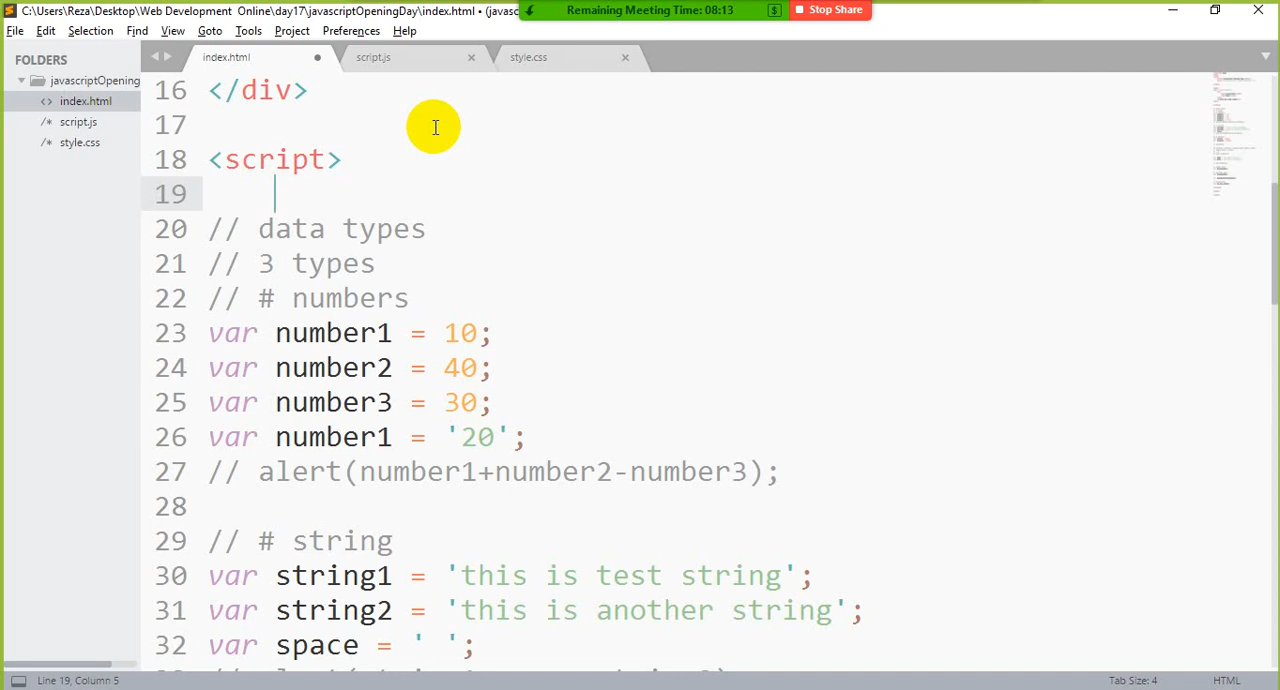 C:\Users\Reza\Desktop\Web Development Online\day17\javascriptOpeningDay\index.html • (javasc
Remaining Meeting Time: 08:13
$
Stop Share
File Edit Selection Find View Goto Tools Project Preferences Help
FOLDERS
javascriptOpening
<> index.html
/* script.js
/* style.css
index.html
script.js
style.css
16 </div>
17
18 <script>
19
20 // data types
21 // 3 types
22 // # numbers
23 var number1 = 10;
24 var number2 = 40;
25 var number3 = 30;
26 var number1 = '20';
27 // alert(number1+number2-number3);
28
29 // # string
30 var string1 = 'this is test string';
31 var string2 = 'this is another string';
32 var space = ' ';
Line 19, Column 5
Tab Size: 4
HTML